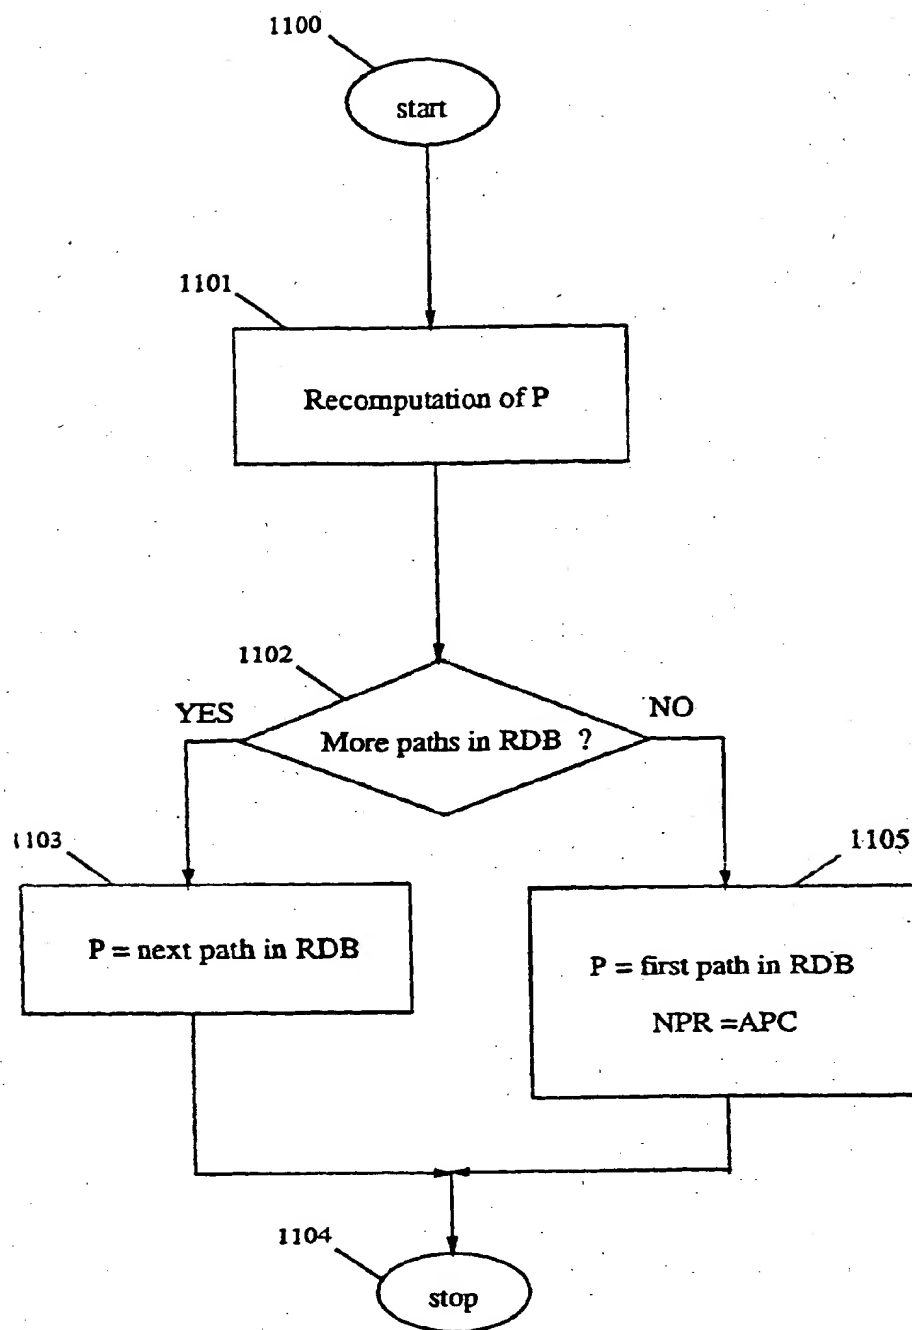 1100
start
1101
Recomputation of P
1102
YES
NO
More paths in RDB ?
1103
1105
P = next path in RDB
P = first path in RDB
NPR =APC
1104
stop